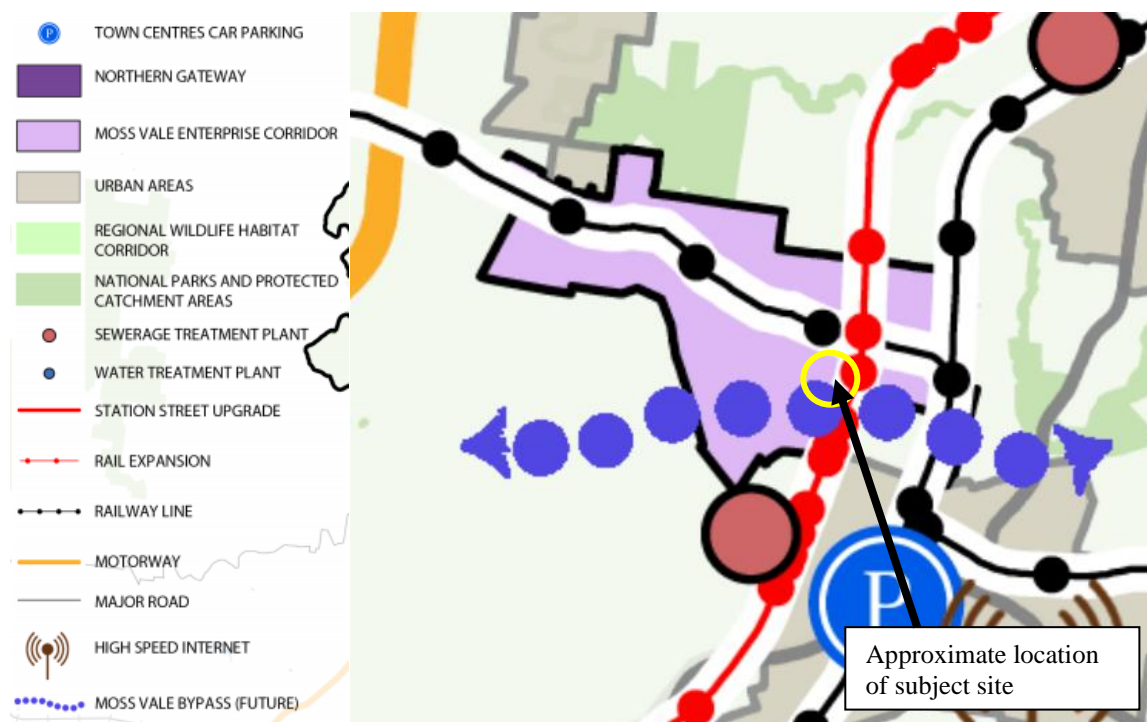 P TOWN CENTRES CAR PARKING
NORTHERN GATEWAY
MOSS VALE ENTERPRISE CORRIDOR
URBAN AREAS
REGIONAL WILDLIFE HABITAT
CORRIDOR
NATIONAL PARKS AND PROTECTED
CATCHMENT AREAS
SEWERAGE TREATMENT PLANT
WATER TREATMENT PLANT
STATION STREET UPGRADE
RAIL EXPANSION
RAILWAY LINE
MOTORWAY
MAJOR ROAD
HIGH SPEED INTERNET
MOSS VALE BYPASS (FUTURE)
P
Approximate location
of subject site